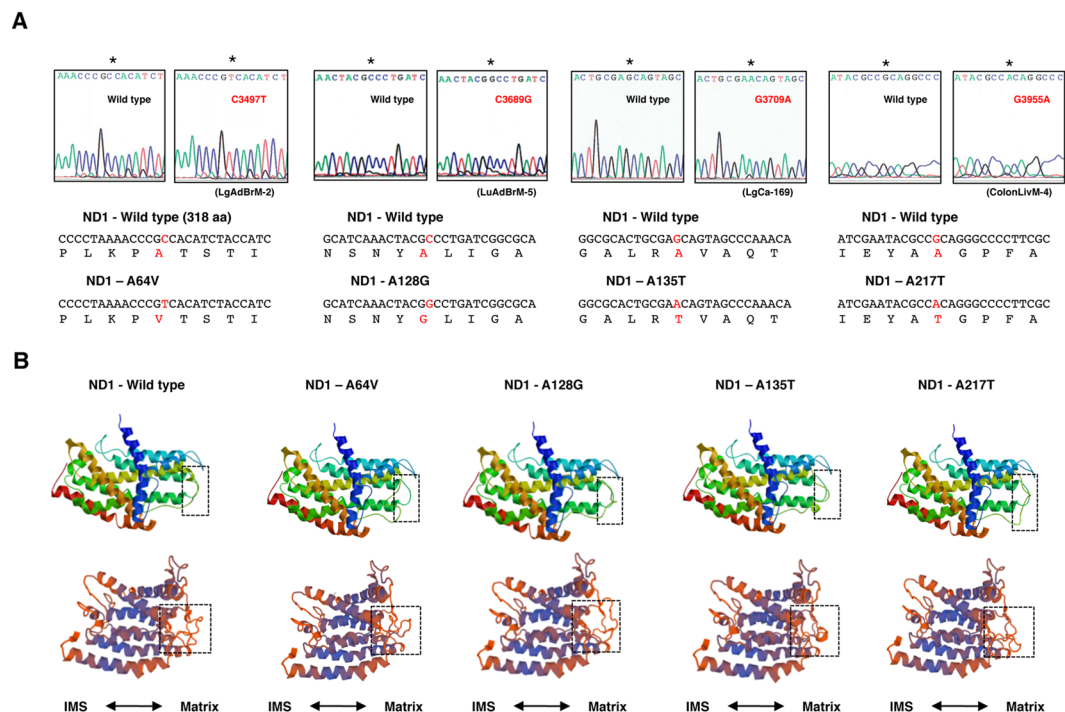 A
* * * * * * * *
AAACCCGCCACATCT AAACCCGTCACATCT AACTACGCCCTGATC AACTACGGCCTGATC ACTGCGAGCAGTAGC ACTGCGAACAGTAGC ATACGCCGCAGGCCC ATACGCCACAGGCCC
Wild type C3497T Wild type C3689G Wild type G3709A Wild type G3955A
(LgAdBrM-2) (LuAdBrM-5) (LgCa-169) (ColonLivM-4)
ND1 - Wild type (318 aa) ND1 - Wild type ND1 - Wild type ND1 - Wild type
CCCCTAAAACCCGCCACATCTACCATC GCATCAAACTACGCCCTGATCGGCGCA GGCGCACTGCGAGCAGTAGCCCAAACA ATCGAATACGCCGCAGGGCCCCTTCGC
P L K P A T S T I N S N Y A L I G A G A L R A V A Q T I E Y A A G P F A
ND1 – A64V ND1 - A128G ND1 – A135T ND1 – A217T
CCCCTAAAACCCGTCACATCTACCATC GCATCAAACTACGGCCTGATCGGCGCA GGCGCACTGCGAACAGTAGCCCAAACA ATCGAATACGCCACAGGGCCCCTTCGC
P L K P V T S T I N S N Y G L I G A G A L R T V A Q T I E Y A T G P F A
B
ND1 - Wild type ND1 – A64V ND1 - A128G ND1 – A135T ND1 - A217T
IMS Matrix IMS Matrix IMS Matrix IMS Matrix IMS Matrix